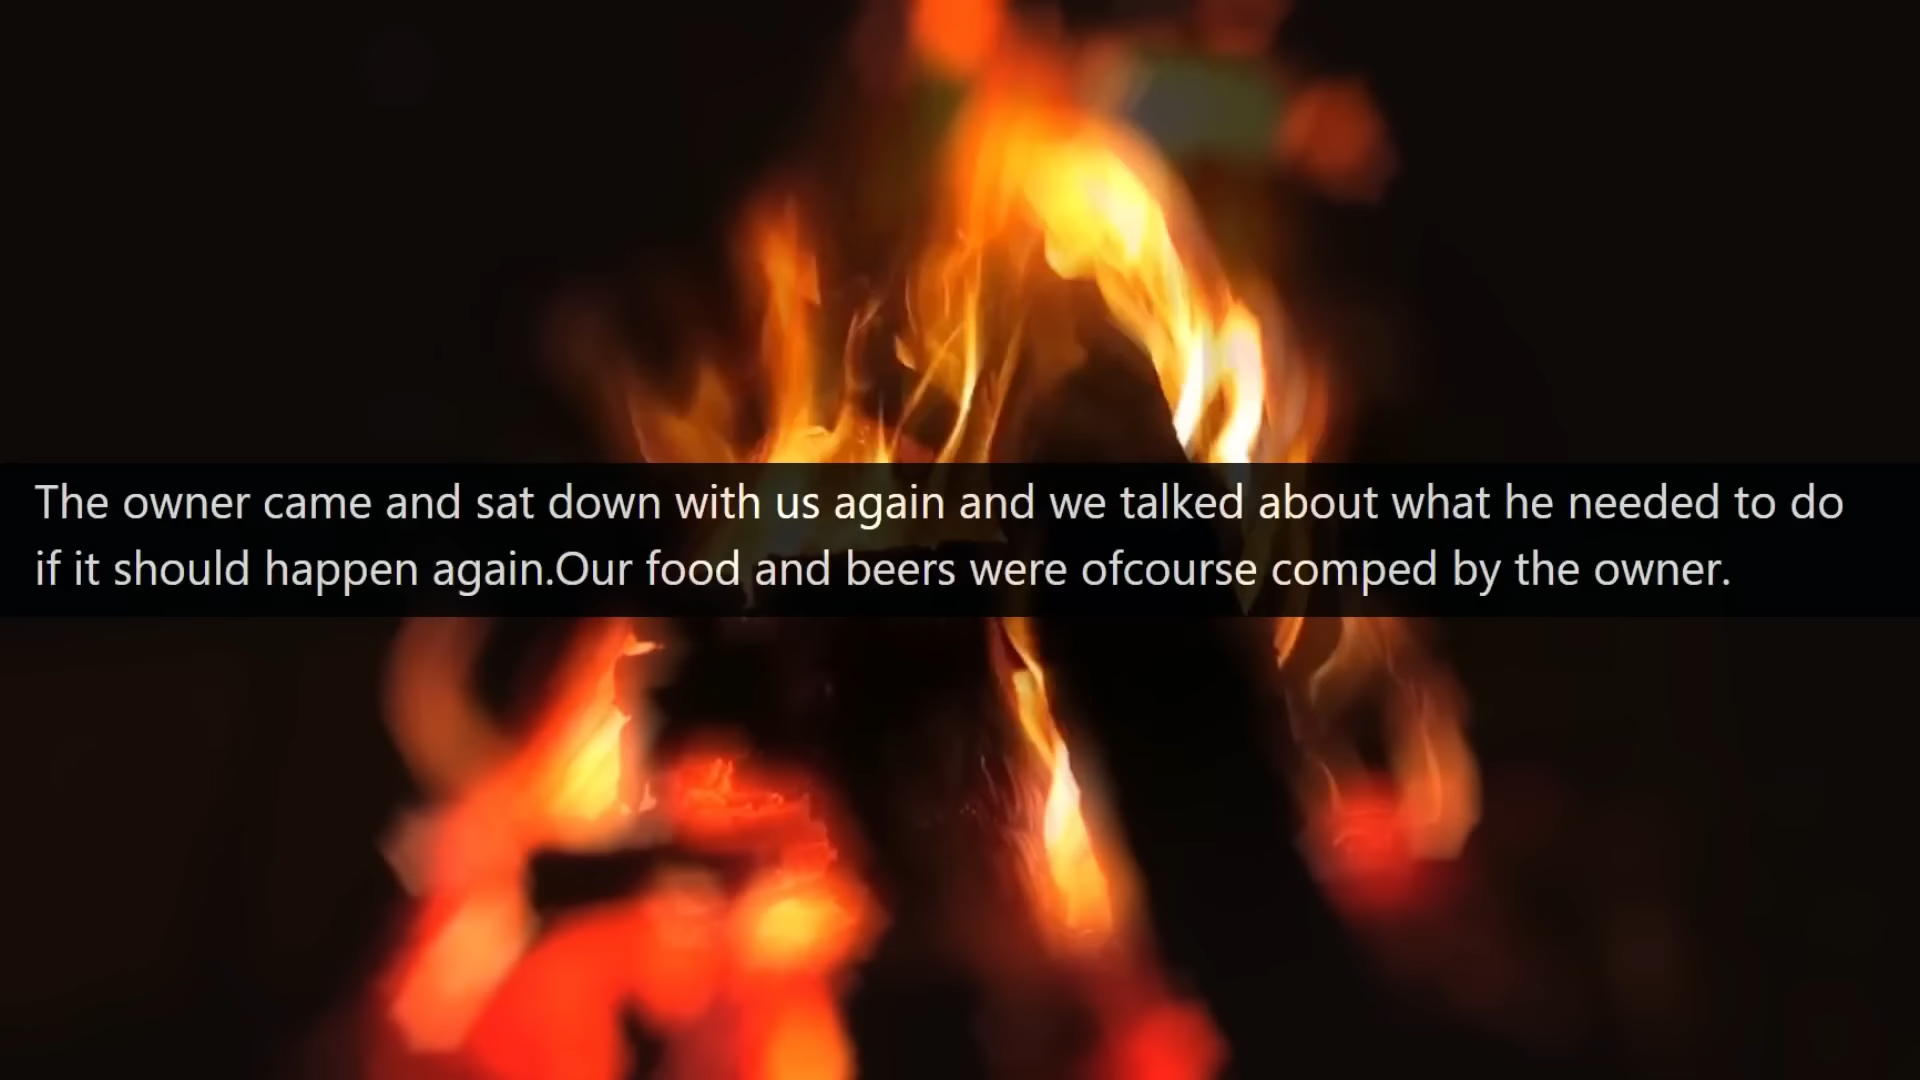 The owner came and sat down with us again and we talked about what he needed to do
if it should happen again.Our food and beers were ofcourse comped by the owner.